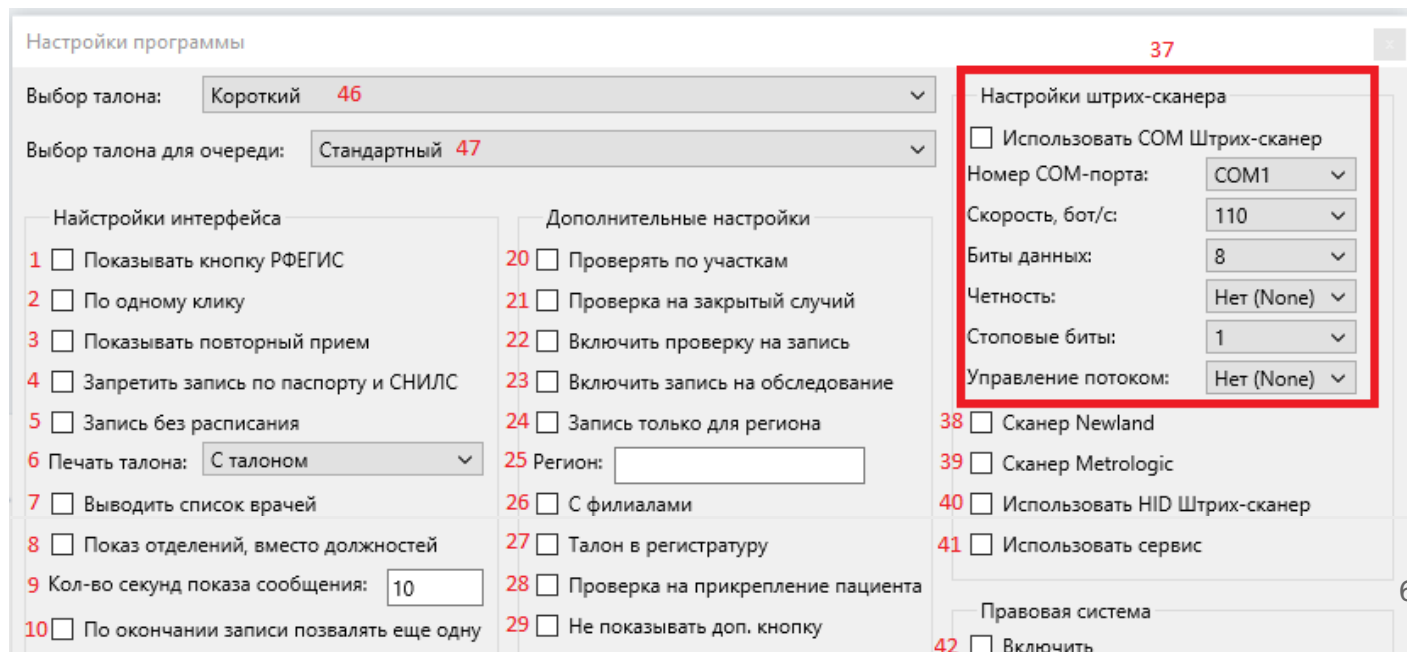 Настройки программы
37
Выбор талона: Короткий 46
Выбор талона для очереди: Стандартный 47
Найстройки интерфейса
1 Показывать кнопку РФЕГИС
2 По одному клику
3 Показывать повторный прием
4 Запретить запись по паспорту и СНИЛС
5 Запись без расписания
6 Печать талона: С талоном
7 Выводить список врачей
8 Показ отделений, вместо должностей
9 Кол-во секунд показа сообщения: 10
10 По окончании записи позвалять еще одну
Дополнительные настройки
20 Проверять по участкам
21 Проверка на закрытый случий
22 Включить проверку на запись
23 Включить запись на обследование
24 Запись только для региона
25 Регион:
26 С филиалами
27 Талон в регистратуру
28 Проверка на прикрепление пациента
29 Не показывать доп. кнопку
Настройки штрих-сканера
Использовать COM Штрих-сканер
Номер COM-порта: COM1
Скорость, бот/с: 110
Биты данных: 8
Четность: Нет (None)
Стоповые биты: 1
Управление потоком: Нет (None)
38 Сканер Newland
39 Сканер Metrologic
40 Использовать HID Штрих-сканер
41 Использовать сервис
Правовая система
42 Включить